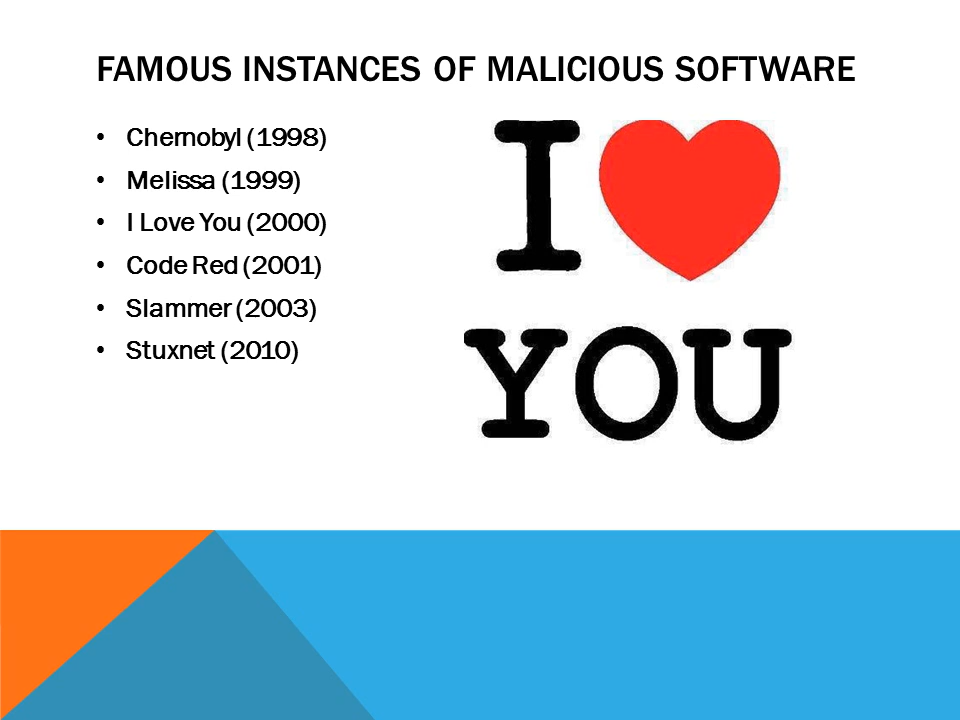 FAMOUS INSTANCES OF MALICIOUS SOFTWARE
• Chernobyl (1998)
• Melissa (1999)
• I Love You (2000)
• Code Red (2001)
• Slammer (2003)
• Stuxnet (2010)
I
YOU